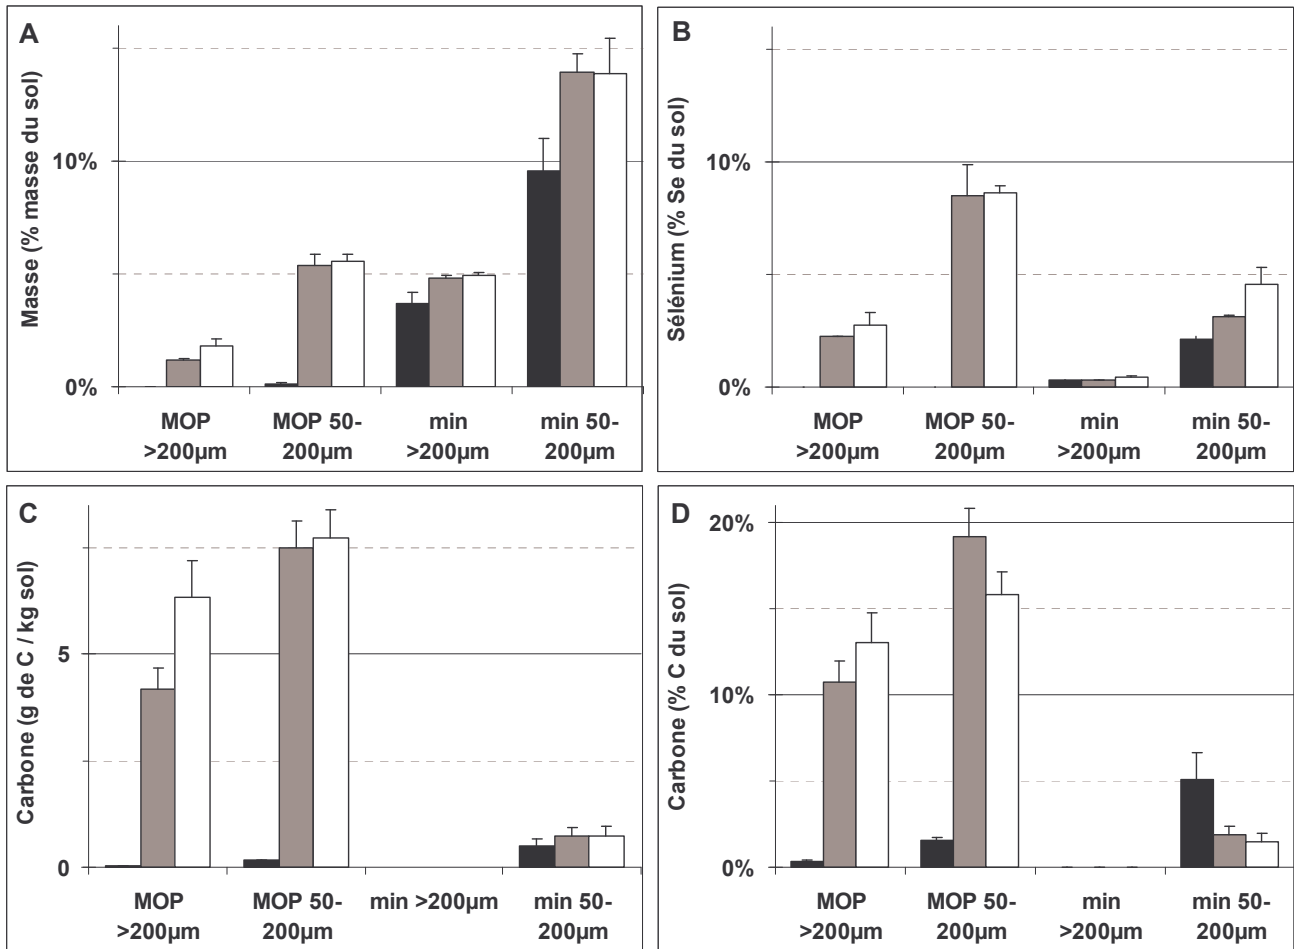 A
Masse (% masse du sol)
10%
0%
MOP
>200µm
MOP 50-
200µm
min
>200µm
min 50-
200µm
B
Sélénium (% Se du sol)
10%
0%
MOP
>200µm
MOP 50-
200µm
min
>200µm
min 50-
200µm
C
Carbone (g de C / kg sol)
5
0
MOP
>200µm
MOP 50-
200µm
min >200µm
min 50-
200µm
D
Carbone (% C du sol)
20%
10%
0%
MOP
>200µm
MOP 50-
200µm
min
>200µm
min 50-
200µm